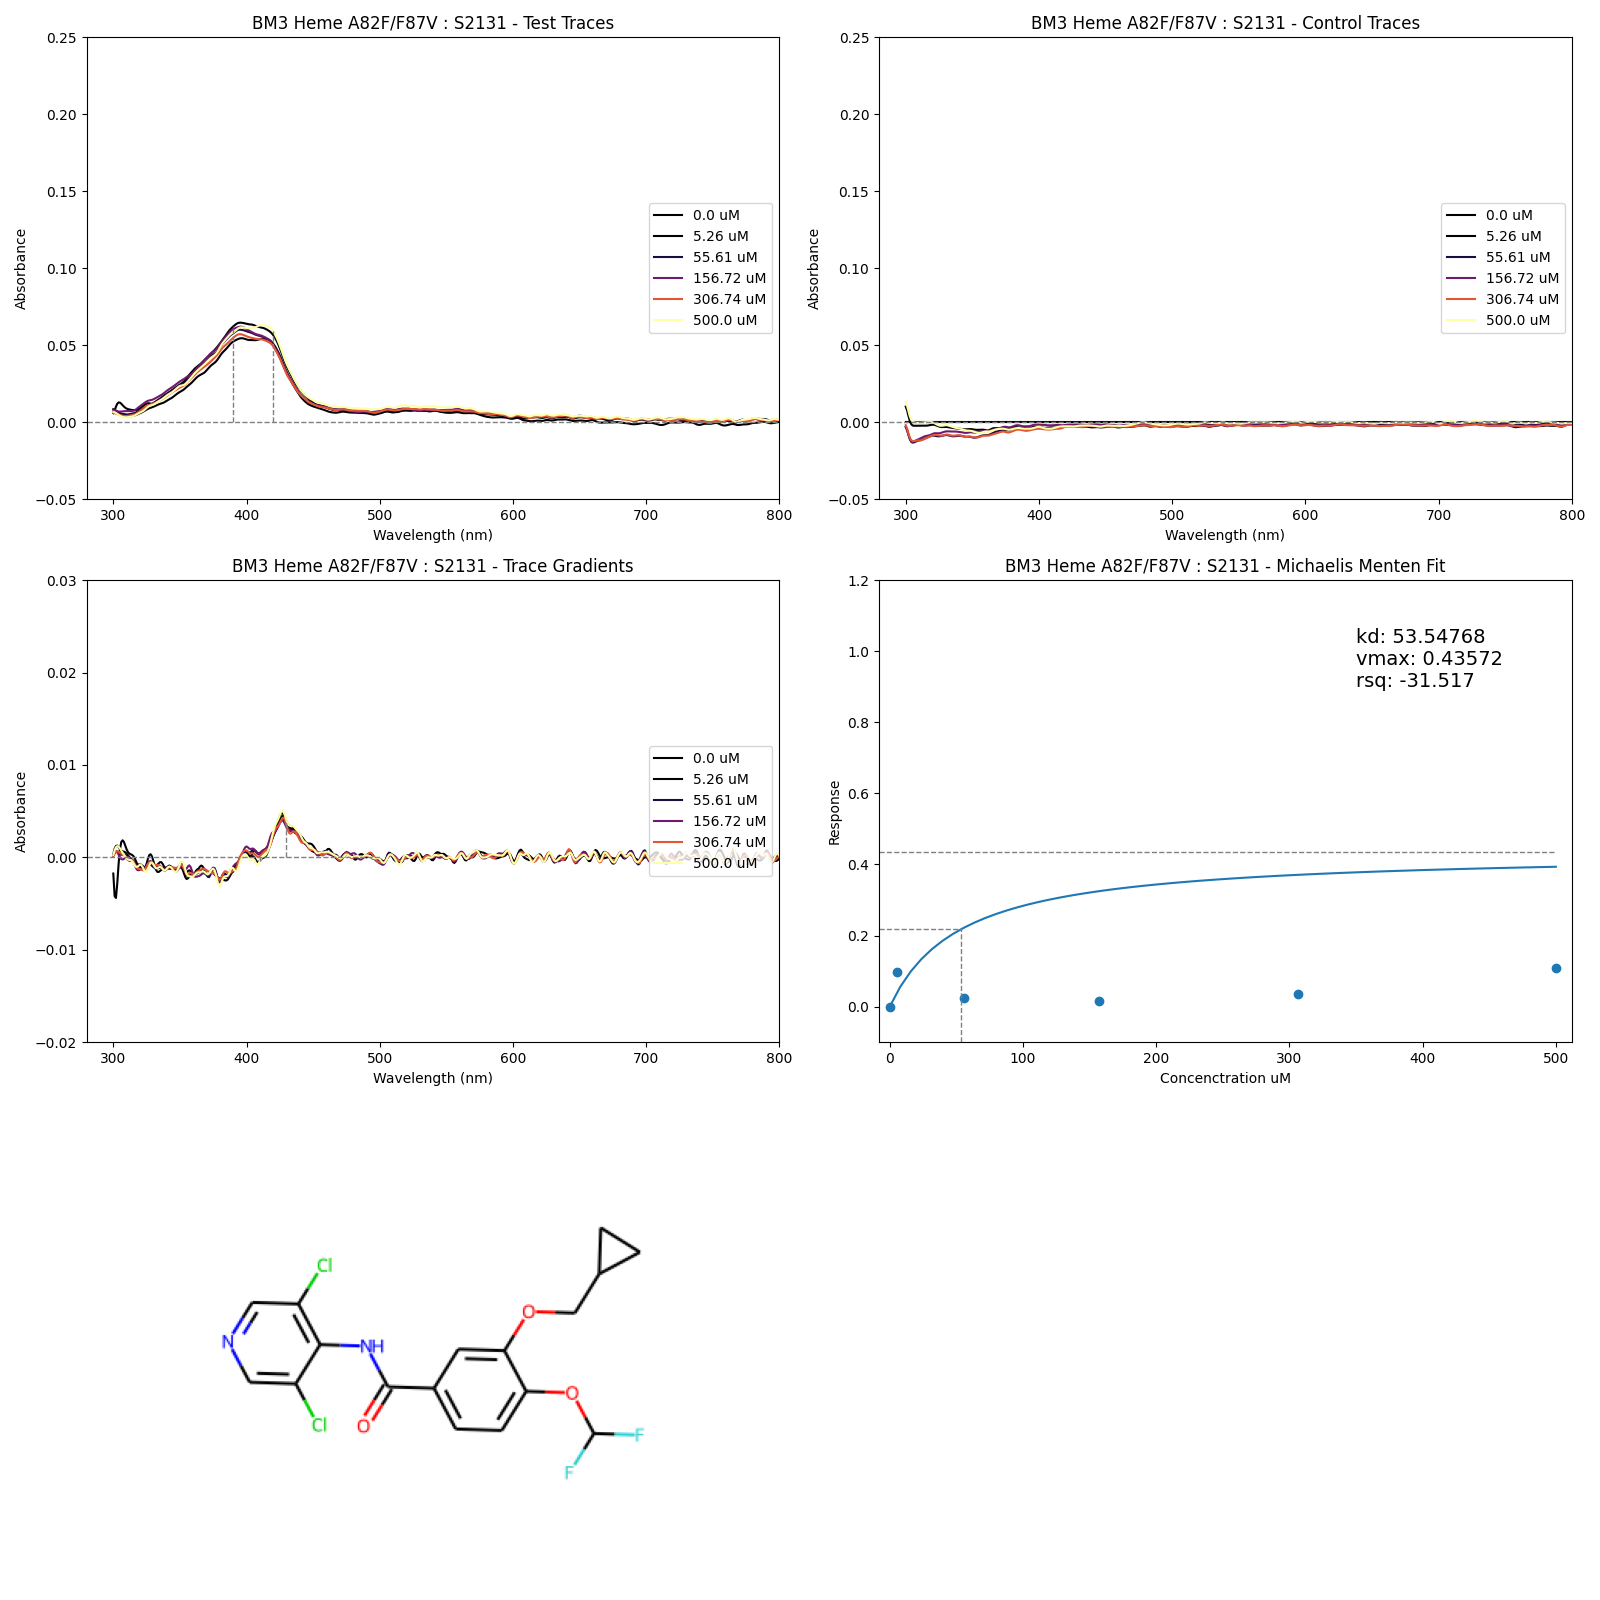 BM3 Heme A82F/F87V : S2131 - Test Traces
0.25
0.20
0.15
0.10
0.05
0.00
−0.05
Absorbance
300
400
500
600
700
800
Wavelength (nm)
0.0 uM
5.26 uM
55.61 uM
156.72 uM
306.74 uM
500.0 uM
BM3 Heme A82F/F87V : S2131 - Control Traces
0.25
0.20
0.15
0.10
0.05
0.00
−0.05
Absorbance
300
400
500
600
700
800
Wavelength (nm)
0.0 uM
5.26 uM
55.61 uM
156.72 uM
306.74 uM
500.0 uM
BM3 Heme A82F/F87V : S2131 - Trace Gradients
0.03
0.02
0.01
0.00
−0.01
−0.02
Absorbance
300
400
500
600
700
800
Wavelength (nm)
0.0 uM
5.26 uM
55.61 uM
156.72 uM
306.74 uM
500.0 uM
BM3 Heme A82F/F87V : S2131 - Michaelis Menten Fit
1.2
1.0
0.8
0.6
0.4
0.2
0.0
Response
0
100
200
300
400
500
Concenctration uM
kd: 53.54768
vmax: 0.43572
rsq: -31.517
Cl
N
NH
Cl
O
O
O
F
F